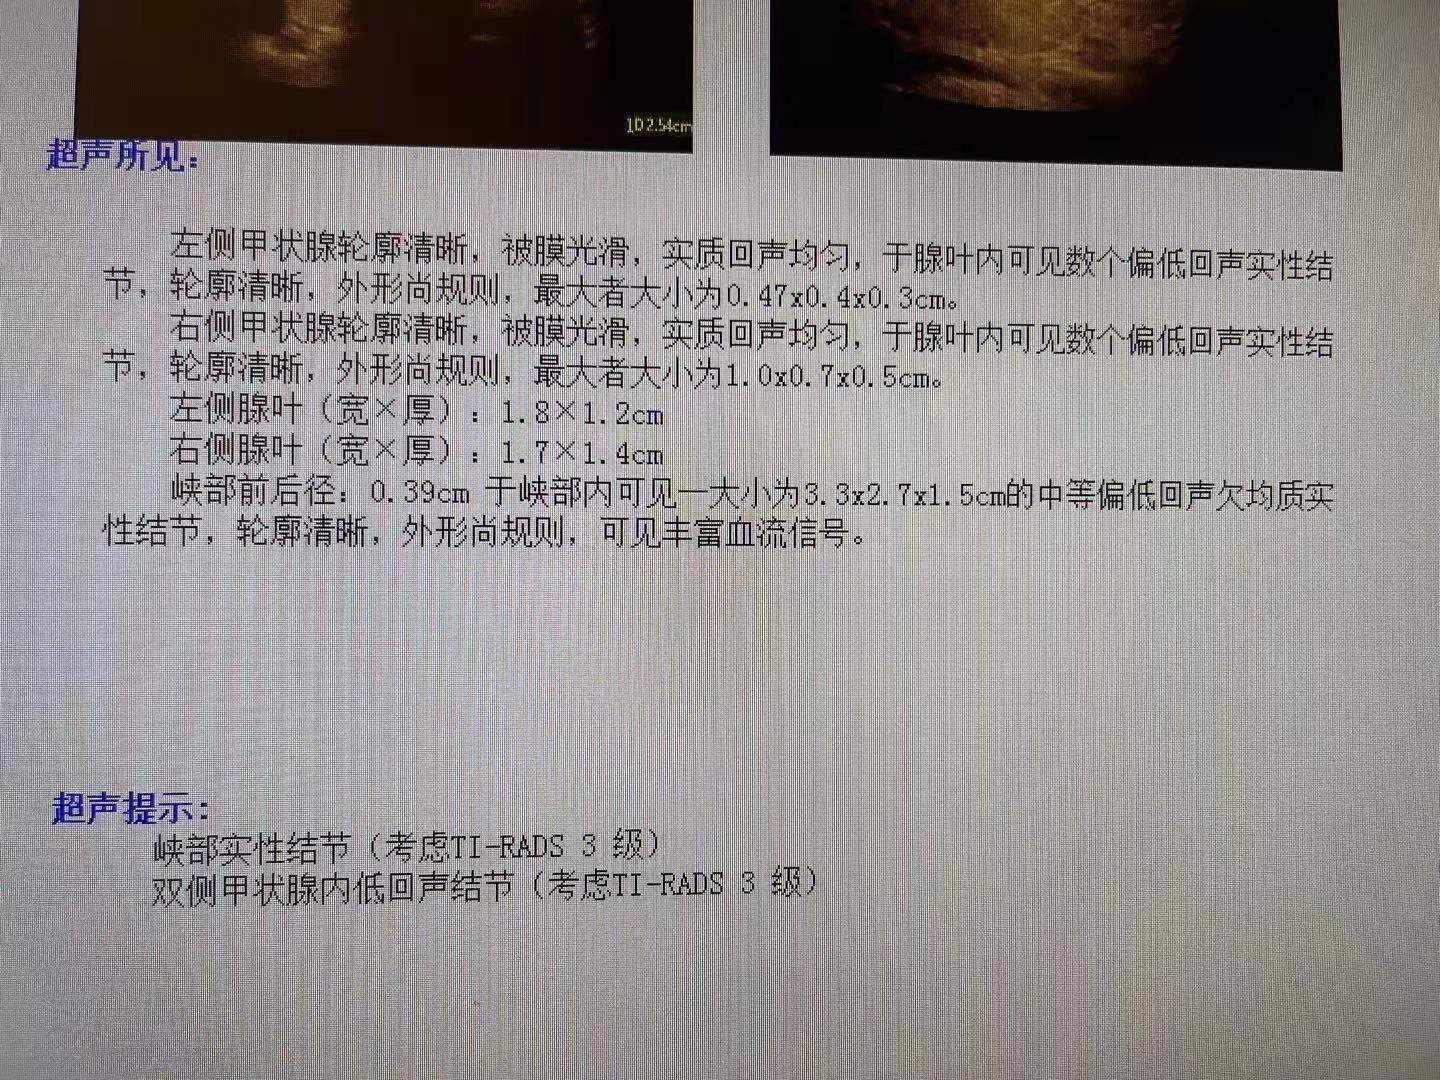 1D 2.54cm
超声所见：
左侧甲状腺轮廓清晰，被膜光滑，实质回声均匀，于腺叶内可见数个偏低回声实性结
节，轮廓清晰，外形尚规则，最大者大小为0.47x0.4x0.3cm。
右侧甲状腺轮廓清晰，被膜光滑，实质回声均匀，于腺叶内可见数个偏低回声实性结
节，轮廓清晰，外形尚规则，最大者大小为1.0x0.7x0.5cm。
左侧腺叶（宽×厚）：1.8×1.2cm
右侧腺叶（宽×厚）：1.7×1.4cm
峡部前后径：0.39cm 于峡部内可见一大小为3.3x2.7x1.5cm的中等偏低回声欠均质实
性结节，轮廓清晰，外形尚规则，可见丰富血流信号。
超声提示：
峡部实性结节（考虑TI-RADS 3 级）
双侧甲状腺内低回声结节（考虑TI-RADS 3 级）